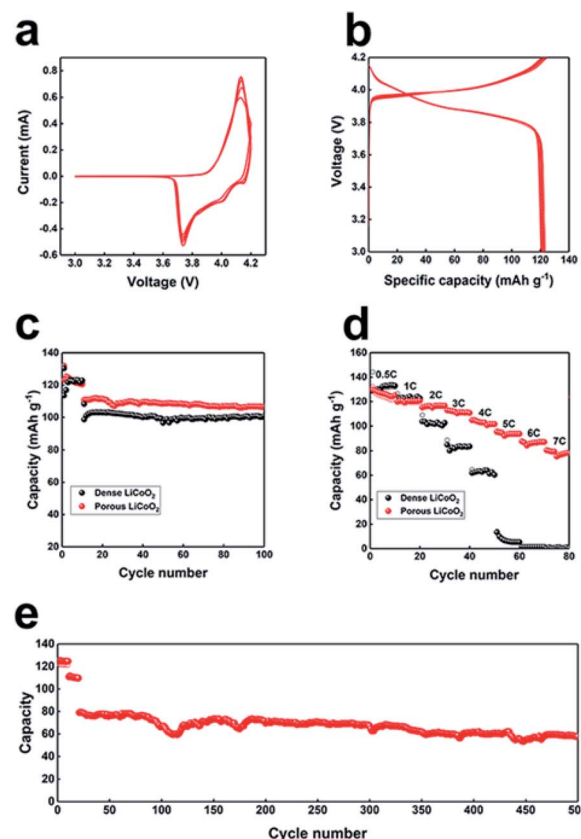 a
0.8
0.6
0.4
0.2
0.0
-0.2
-0.4
-0.6
Current (mA)
3.0 3.2 3.4 3.6 3.8 4.0 4.2
Voltage (V)
b
4.2
4.0
3.8
3.6
3.4
3.2
3.0
Voltage (V)
0 20 40 60 80 100 120 140
Specific capacity (mAh g⁻¹)
c
140
120
100
80
60
40
20
Capacity (mAh g⁻¹)
Dense LiCoO₂
Porous LiCoO₂
0 20 40 60 80 100
Cycle number
d
160
140
120
100
80
60
40
20
0
Capacity (mAh g⁻¹)
0.5C 1C 2C 3C 4C 5C 6C 7C
Dense LiCoO₂
Porous LiCoO₂
0 20 40 60 80
Cycle number
e
140
120
100
80
60
40
20
0
Capacity
0 50 100 150 200 250 300 350 400 450 500
Cycle number